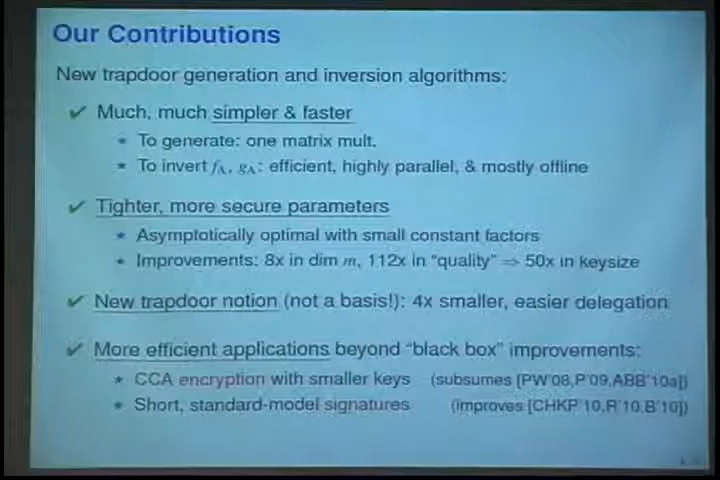 Our Contributions
New trapdoor generation and inversion algorithms:
✔ Much, much simpler & faster
★ To generate: one matrix mult.
★ To invert fA, gA: efficient, highly parallel, & mostly offline
✔ Tighter, more secure parameters
★ Asymptotically optimal with small constant factors
★ Improvements: 8x in dim m, 112x in “quality” ⇒ 50x in keysize
✔ New trapdoor notion (not a basis!): 4x smaller, easier delegation
✔ More efficient applications beyond “black box” improvements:
★ CCA encryption with smaller keys (subsumes [PW'08,P'09,ABB'10a])
★ Short, standard-model signatures (improves [CHKP'10,R'10,B'10])